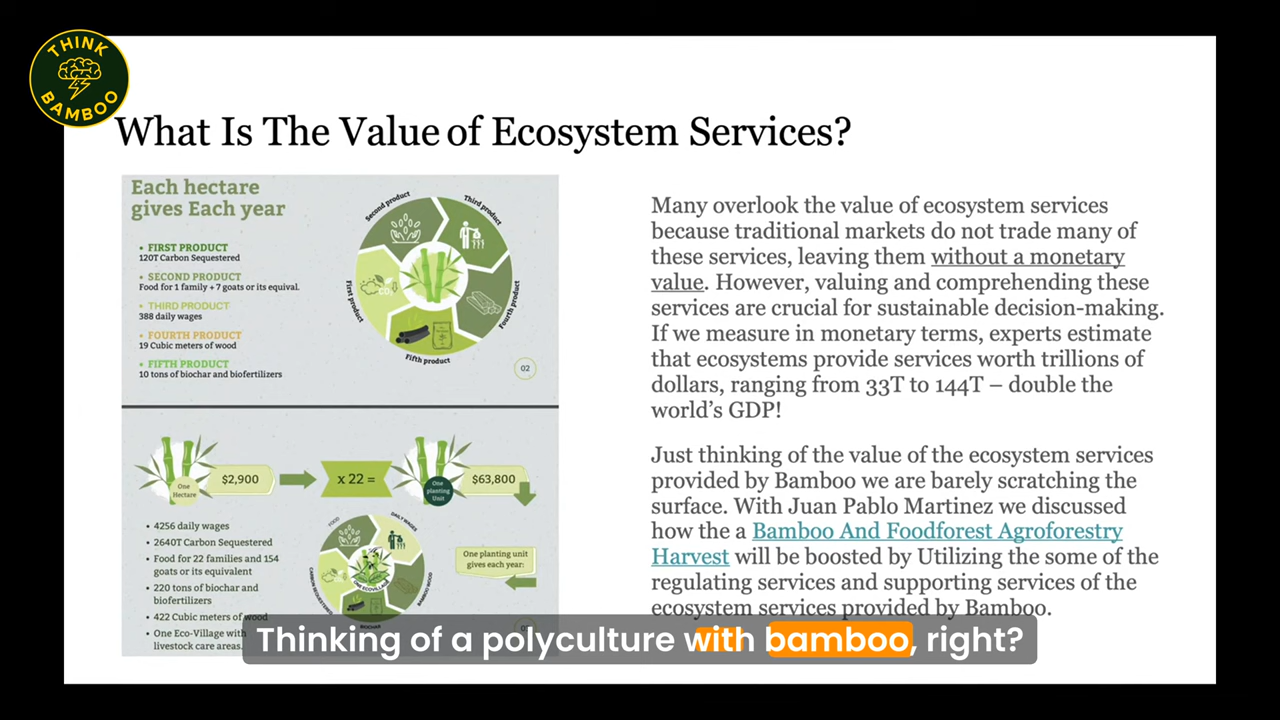 THINK
BAMBOO
What Is The Value of Ecosystem Services?
Each hectare
gives Each year
• FIRST PRODUCT
120T Carbon Sequestered
• SECOND PRODUCT
Food for 1 family + 7 goats or its equival.
• THIRD PRODUCT
388 daily wages
• FOURTH PRODUCT
19 Cubic meters of wood
• FIFTH PRODUCT
10 tons of biochar and biofertilizers
Second product
Third product
First product
CO2
Fourth product
Fifth product
02
One
Hectare
$2,900
x 22 =
One
planting
Unit
$63,800
• 4256 daily wages
• 2640T Carbon Sequestered
• Food for 22 families and 154
goats or its equivalent
• 220 tons of biochar and
biofertilizers
• 422 Cubic meters of wood
• One Eco-Village with
livestock care areas.
FOOD
DAILY WAGES
CARBON SEQUESTERED
BAMBOO WOOD
BIOCHAR
ONE ECOVILLAGE
One planting unit
gives each year:
Many overlook the value of ecosystem services
because traditional markets do not trade many of
these services, leaving them without a monetary
value. However, valuing and comprehending these
services are crucial for sustainable decision-making.
If we measure in monetary terms, experts estimate
that ecosystems provide services worth trillions of
dollars, ranging from 33T to 144T – double the
world's GDP!
Just thinking of the value of the ecosystem services
provided by Bamboo we are barely scratching the
surface. With Juan Pablo Martinez we discussed
how the a Bamboo And Foodforest Agroforestry
Harvest will be boosted by Utilizing the some of the
regulating services and supporting services of the
ecosystem services provided by Bamboo.
Thinking of a polyculture with bamboo, right?